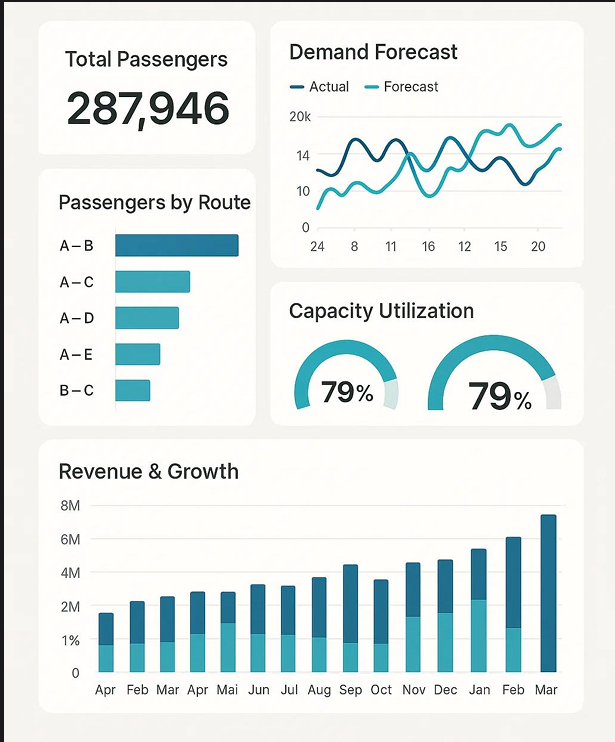 Total Passengers
287,946
Passengers by Route
A–B
A–C
A–D
A–E
B–C
Demand Forecast
Actual Forecast
20k
14
10
0
24 8 11 16 12 15 20
Capacity Utilization
79% 79%
Revenue & Growth
8M
6M
4M
2M
1%
0
Apr Feb Mar Apr Mai Jun Jul Aug Sep Oct Nov Dec Jan Feb Mar